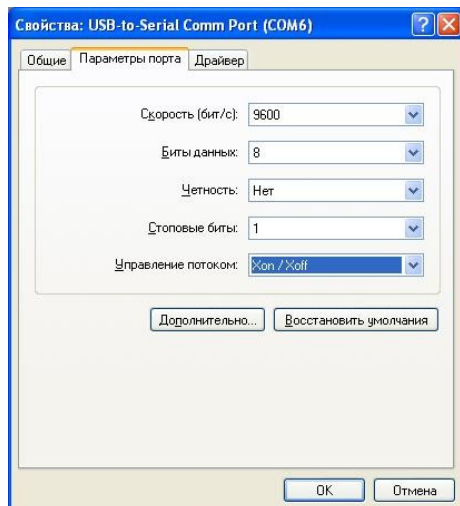 Свойства: USB-to-Serial Comm Port (COM6)
Общие Параметры порта Драйвер
Скорость (бит/с): 9600
Биты данных: 8
Четность: Нет
Стоповые биты: 1
Управление потоком: Xon / Xoff
Дополнительно... Восстановить умолчания
OK Отмена